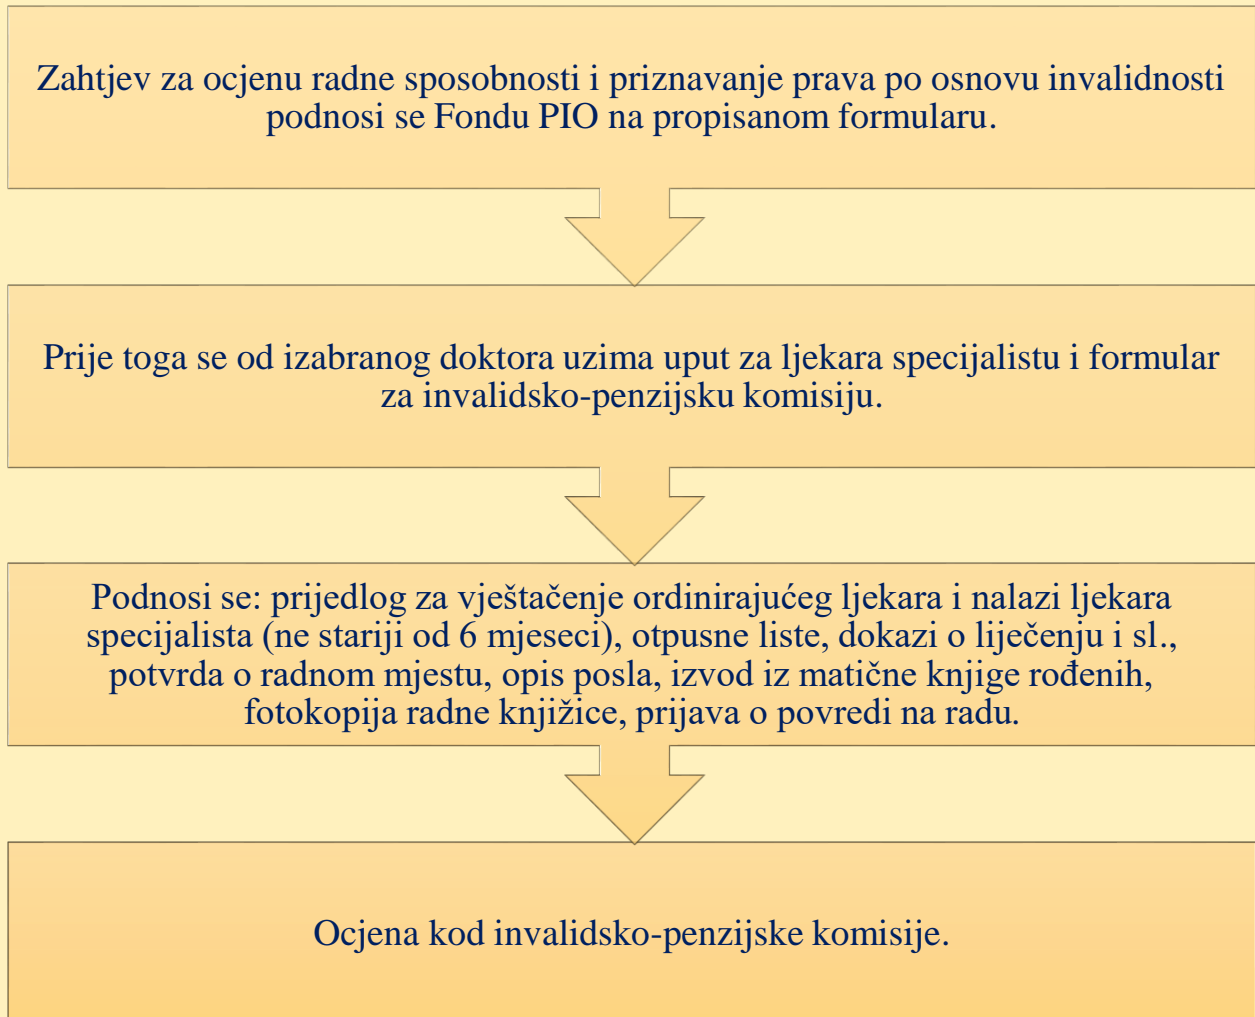 Zahtjev za ocjenu radne sposobnosti i priznavanje prava po osnovu invalidnosti
podnosi se Fondu PIO na propisanom formularu.
Prije toga se od izabranog doktora uzima uput za ljekara specijalistu i formular
za invalidsko-penzijsku komisiju.
Podnosi se: prijedlog za vještačenje ordinirajućeg ljekara i nalazi ljekara
specijalista (ne stariji od 6 mjeseci), otpusne liste, dokazi o liječenju i sl.,
potvrda o radnom mjestu, opis posla, izvod iz matične knjige rođenih,
fotokopija radne knjižice, prijava o povredi na radu.
Ocjena kod invalidsko-penzijske komisije.